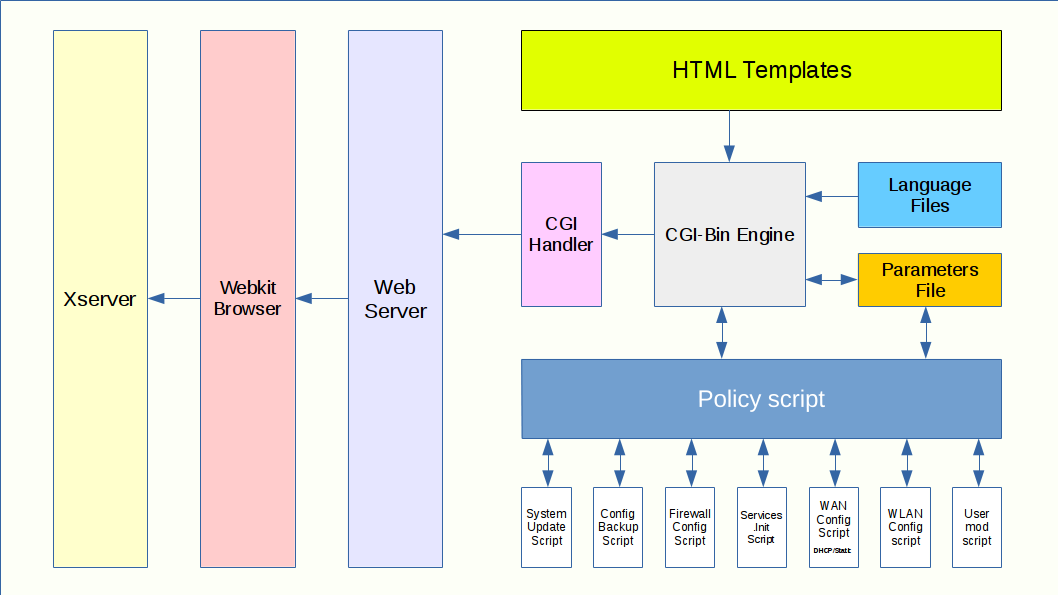 HTML Templates
Language
Files
CGI
Handler
CGI-Bin Engine
Parameters
File
Xserver
Webkit
Browser
Web
Server
Policy script
System
Update
Script
Config
Backup
Script
Firewall
Config
Script
Services
.Init
Script
WAN
Config
Script
DHCP/Static
WLAN
Config
script
User
mod
script